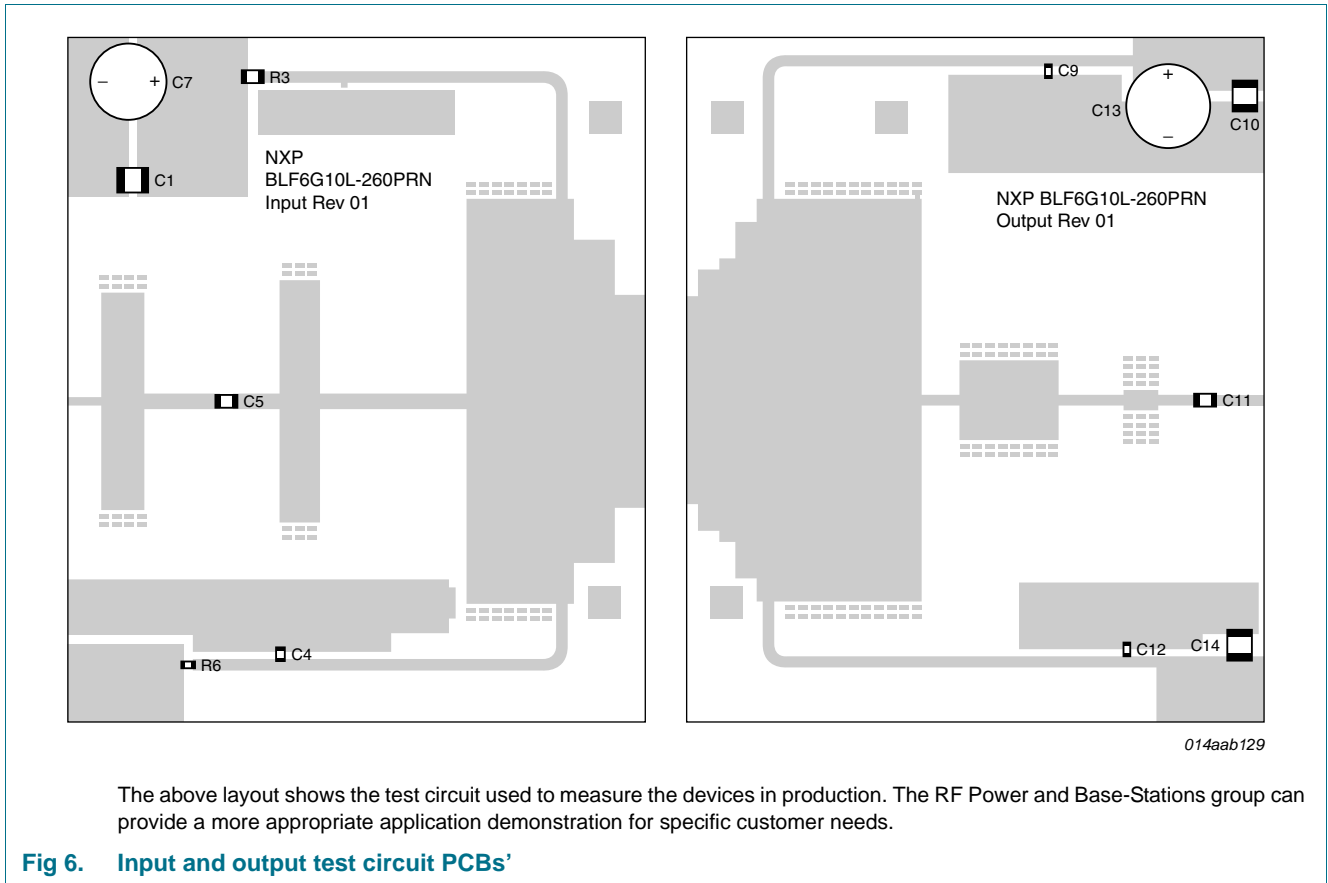 − + C7
R3
C1
NXP
BLF6G10L-260PRN
Input Rev 01
C5
C4
R6
C9
+
C13
−
C10
NXP BLF6G10L-260PRN
Output Rev 01
C11
C12
C14
014aab129
The above layout shows the test circuit used to measure the devices in production. The RF Power and Base-Stations group can
provide a more appropriate application demonstration for specific customer needs.
Fig 6. Input and output test circuit PCBs’